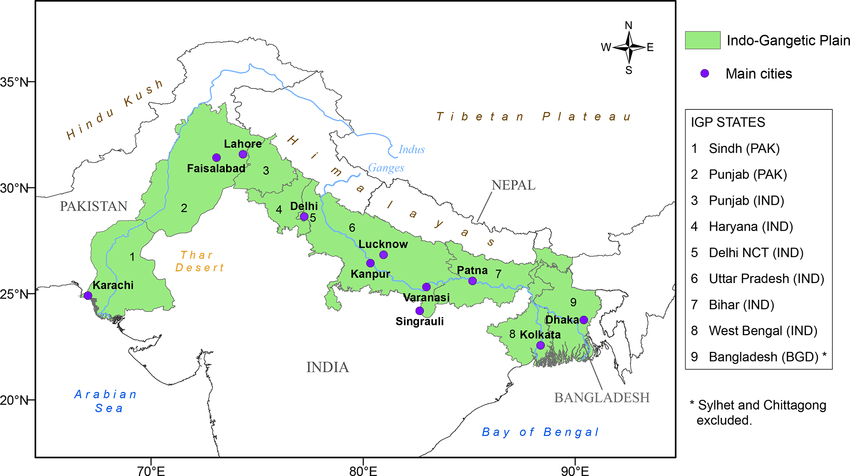 N
W E
S
35°N
30°N
25°N
20°N
70°E
80°E
90°E
Hindu Kush
Tibetan Plateau
Himalayas
Indus
Ganges
Lahore
Faisalabad
3
NEPAL
PAKISTAN
2
4
Delhi
5
6
Thar
Desert
1
Lucknow
Kanpur
Patna
7
Karachi
Varanasi
Singrauli
9
Dhaka
8
Kolkata
INDIA
BANGLADESH
Arabian
Sea
Bay of Bengal
Indo-Gangetic Plain
Main cities
IGP STATES
1 Sindh (PAK)
2 Punjab (PAK)
3 Punjab (IND)
4 Haryana (IND)
5 Delhi NCT (IND)
6 Uttar Pradesh (IND)
7 Bihar (IND)
8 West Bengal (IND)
9 Bangladesh (BGD) *
* Sylhet and Chittagong
excluded.